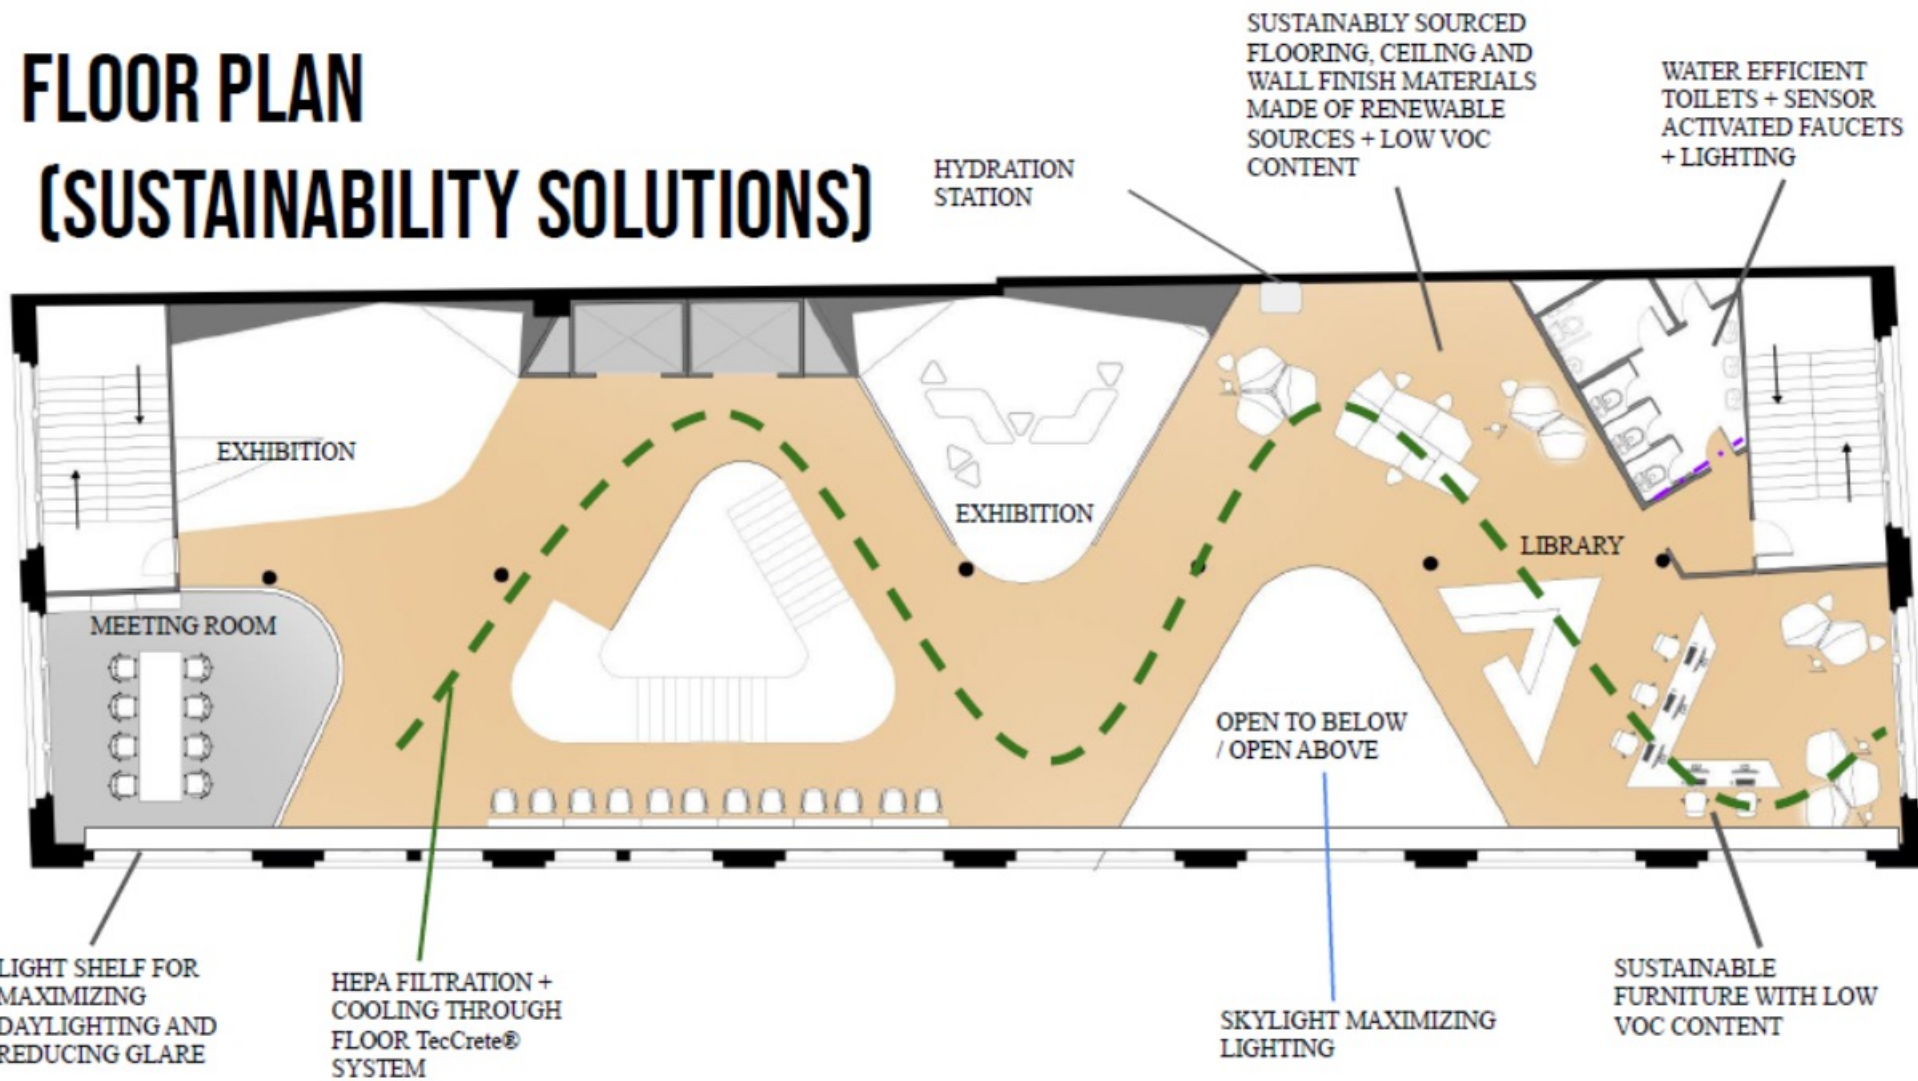 FLOOR PLAN
(SUSTAINABILITY SOLUTIONS)
HYDRATION
STATION
SUSTAINABLY SOURCED
FLOORING, CEILING AND
WALL FINISH MATERIALS
MADE OF RENEWABLE
SOURCES + LOW VOC
CONTENT
WATER EFFICIENT
TOILETS + SENSOR
ACTIVATED FAUCETS
+ LIGHTING
EXHIBITION
EXHIBITION
LIBRARY
MEETING ROOM
OPEN TO BELOW
/ OPEN ABOVE
LIGHT SHELF FOR
MAXIMIZING
DAYLIGHTING AND
REDUCING GLARE
HEPA FILTRATION +
COOLING THROUGH
FLOOR TecCrete®
SYSTEM
SKYLIGHT MAXIMIZING
LIGHTING
SUSTAINABLE
FURNITURE WITH LOW
VOC CONTENT